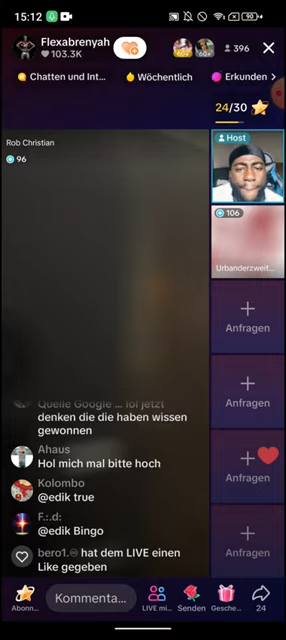 15:12
90
Flexabrenyah
103.3K
60+
60+
396
Chatten und Int...
Wöchentlich
Erkunden
24/30
Rob Christian
96
Host
106
Urbanderzweit...
Anfragen
Anfragen
Anfragen
Anfragen
Quelle Google ... lol jetzt
denken die die haben wissen
gewonnen
Ahaus
Hol mich mal bitte hoch
Kolombo
@edik true
F.:.d:
@edik Bingo
bero1.♾ hat dem LIVE einen
Like gegeben
Kommenta...
Abonn...
LIVE mi...
Senden
Gesche...
24